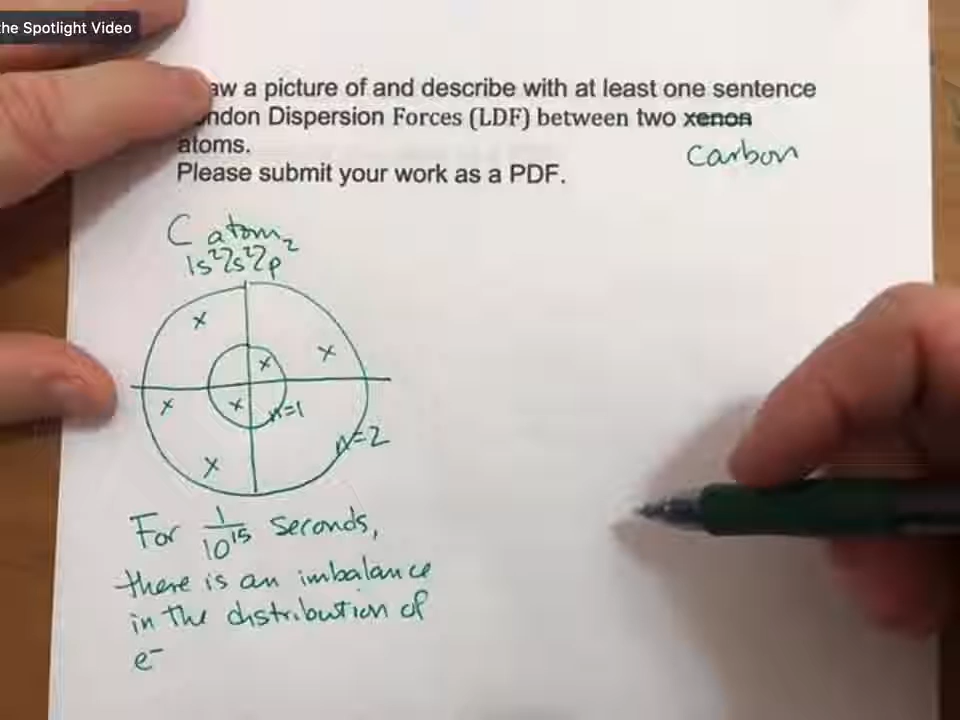 the Spotlight Video
aw a picture of and describe with at least one sentence
ndon Dispersion Forces (LDF) between two xenon
Carbon
atoms.
Please submit your work as a PDF.
C atom
1s²2s²2p²
n=1
n=2
For 1/10¹⁵ seconds,
there is an imbalance
in the distribution of
e⁻